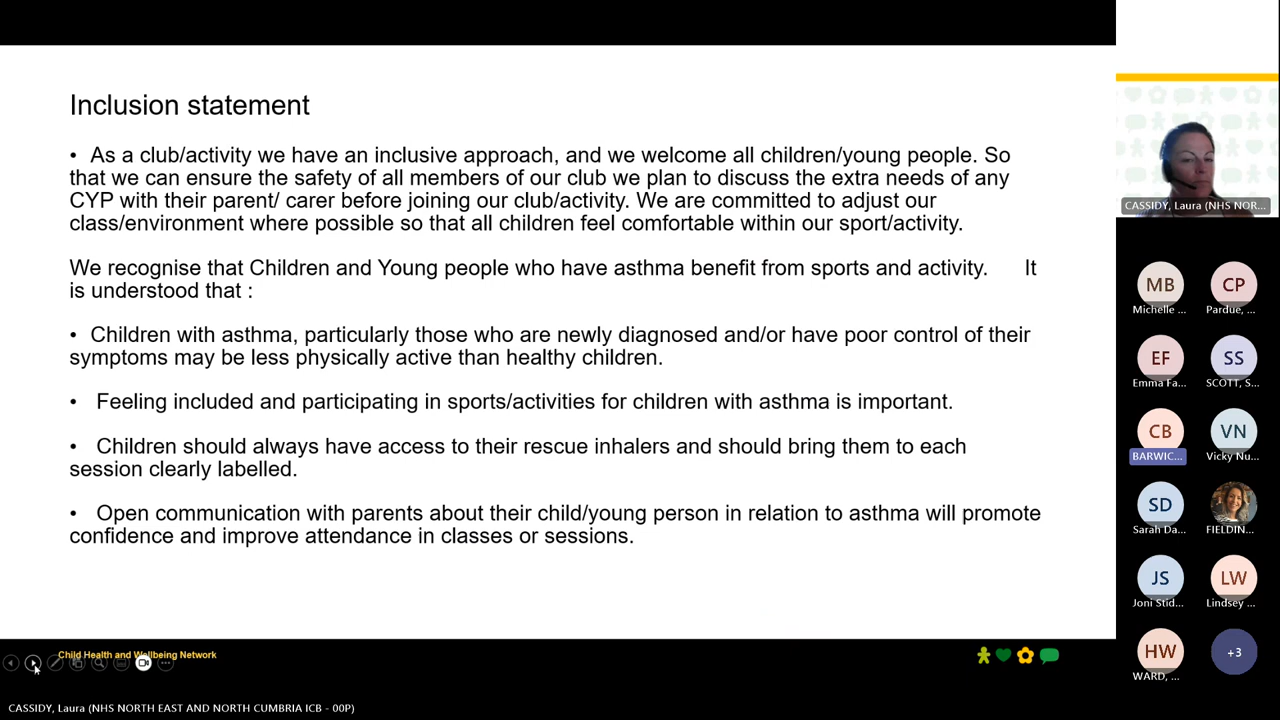 Inclusion statement
• As a club/activity we have an inclusive approach, and we welcome all children/young people. So
that we can ensure the safety of all members of our club we plan to discuss the extra needs of any
CYP with their parent/ carer before joining our club/activity. We are committed to adjust our
class/environment where possible so that all children feel comfortable within our sport/activity.
We recognise that Children and Young people who have asthma benefit from sports and activity. It
is understood that :
• Children with asthma, particularly those who are newly diagnosed and/or have poor control of their
symptoms may be less physically active than healthy children.
• Feeling included and participating in sports/activities for children with asthma is important.
• Children should always have access to their rescue inhalers and should bring them to each
session clearly labelled.
• Open communication with parents about their child/young person in relation to asthma will promote
confidence and improve attendance in classes or sessions.
Child Health and Wellbeing Network
CASSIDY, Laura (NHS NORTH EAST AND NORTH CUMBRIA ICB - 00P)
CASSIDY, Laura (NHS NOR...
MB CP
Michelle ... Pardue, ...
EF SS
Emma Fa... SCOTT, S...
CB VN
BARWIC... Vicky Nu...
SD
Sarah Da... FIELDIN...
JS LW
Joni Stid... Lindsey ...
HW +3
WARD, ...